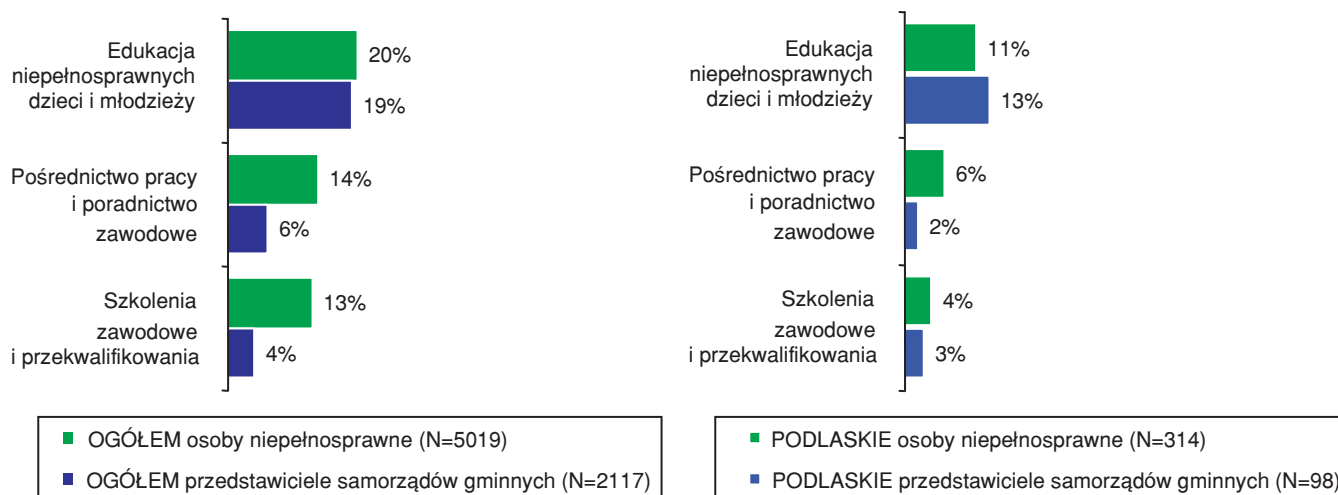 Edukacja
niepełnosprawnych
dzieci i młodzieży
20%
19%
Pośrednictwo pracy
i poradnictwo
zawodowe
14%
6%
Szkolenia
zawodowe
i przekwalifikowania
13%
4%
OGÓŁEM osoby niepełnosprawne (N=5019)
OGÓŁEM przedstawiciele samorządów gminnych (N=2117)
Edukacja
niepełnosprawnych
dzieci i młodzieży
11%
13%
Pośrednictwo pracy
i poradnictwo
zawodowe
6%
2%
Szkolenia
zawodowe
i przekwalifikowania
4%
3%
PODLASKIE osoby niepełnosprawne (N=314)
PODLASKIE przedstawiciele samorządów gminnych (N=98)